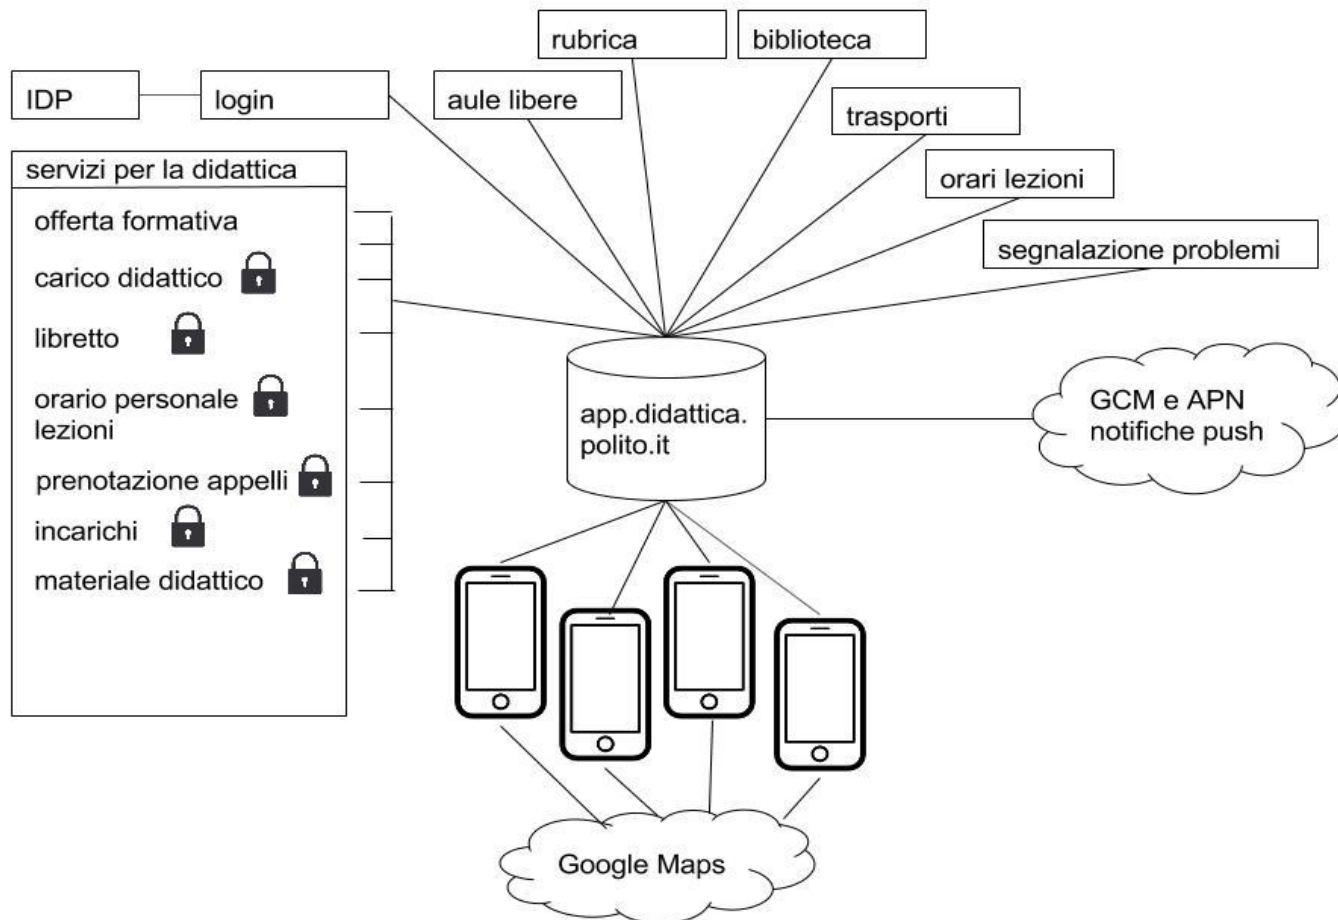 rubrica
biblioteca
IDP
login
aule libere
trasporti
orari lezioni
segnalazione problemi
servizi per la didattica
offerta formativa
carico didattico
libretto
orario personale
lezioni
prenotazione appelli
incarichi
materiale didattico
app.didattica.
polito.it
GCM e APN
notifiche push
Google Maps